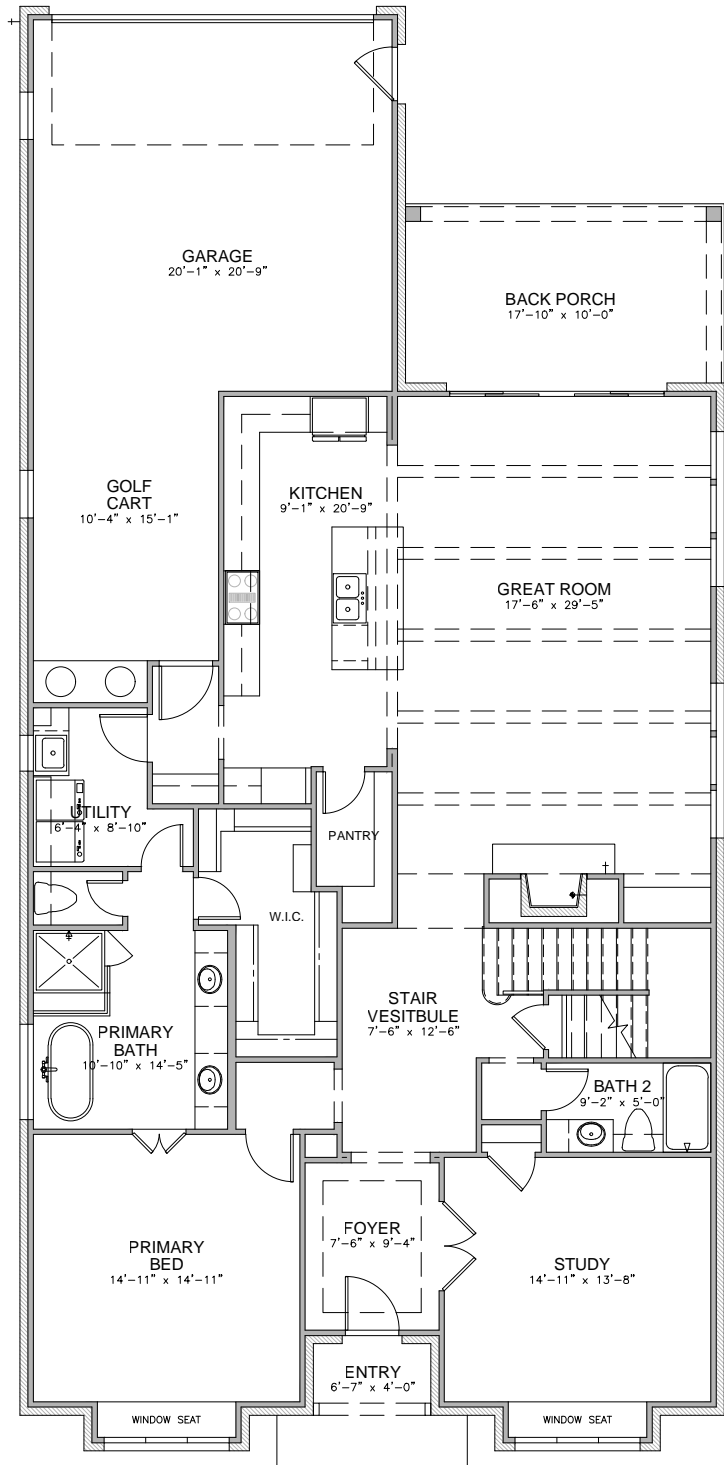 GARAGE
20'-1" x 20'-9"
BACK PORCH
17'-10" x 10'-0"
GOLF
CART
10'-4" x 15'-1"
KITCHEN
9'-1" x 20'-9"
GREAT ROOM
17'-6" x 29'-5"
UTILITY
6'-4" x 8'-10"
PANTRY
W.I.C.
STAIR
VESITBULE
7'-6" x 12'-6"
PRIMARY
BATH
10'-10" x 14'-5"
BATH 2
9'-2" x 5'-0"
FOYER
7'-6" x 9'-4"
PRIMARY
BED
14'-11" x 14'-11"
STUDY
14'-11" x 13'-8"
ENTRY
6'-7" x 4'-0"
WINDOW SEAT
WINDOW SEAT